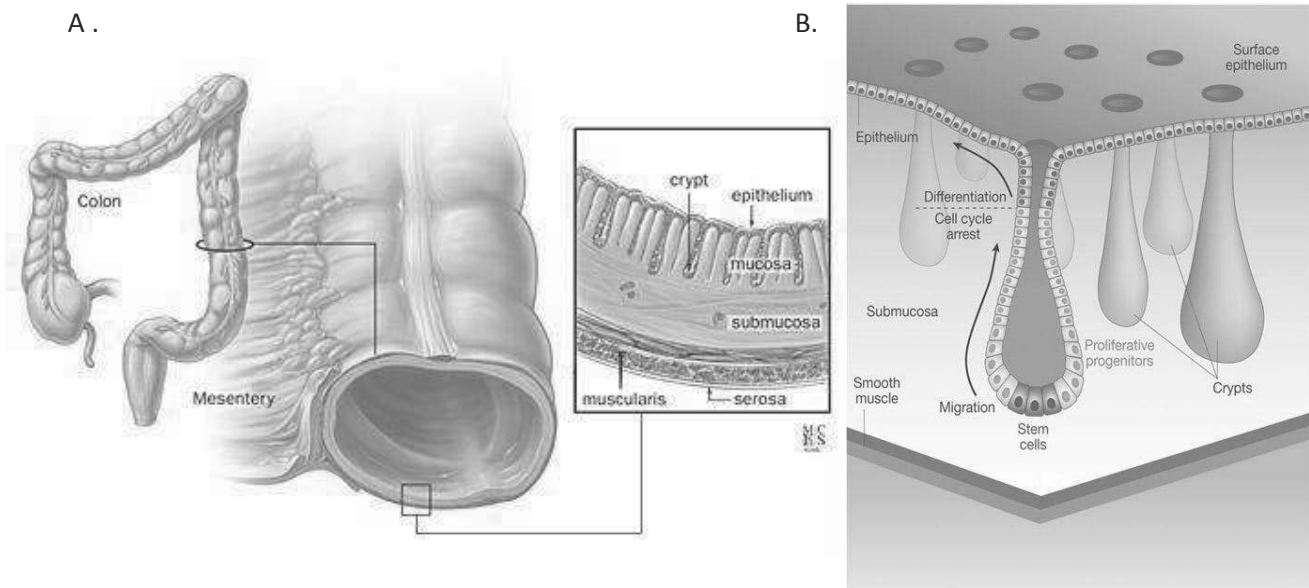 A .
Colon
Mesentery
crypt
epithelium
mucosa
submucosa
muscularis
serosa
B.
Surface
epithelium
Epithelium
Differentiation
Cell cycle
arrest
Submucosa
Proliferative
progenitors
Crypts
Smooth
muscle
Migration
Stem
cells